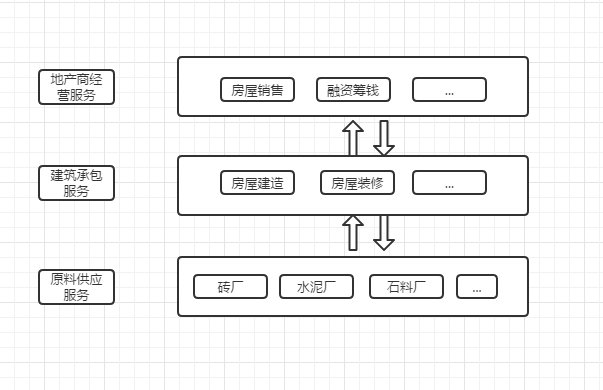 地产商经
营服务
房屋销售
融资筹钱
...
建筑承包
服务
房屋建造
房屋装修
...
原料供应
服务
砖厂
水泥厂
石料厂
...